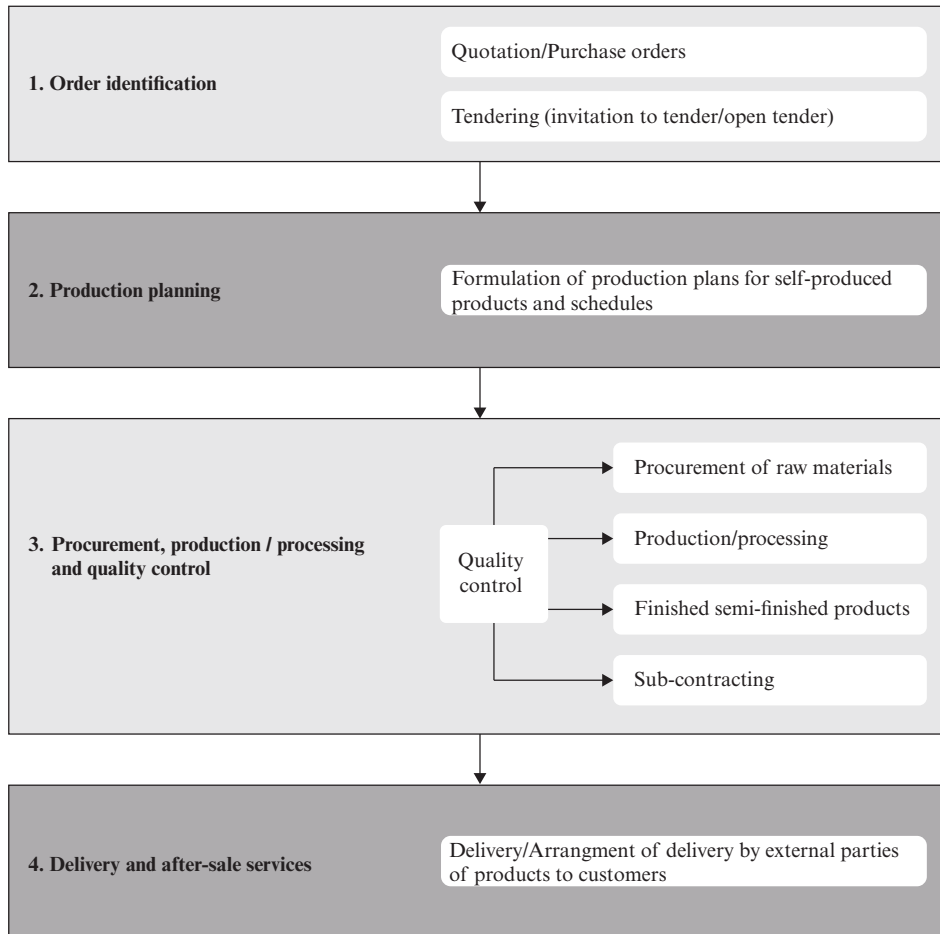 1. Order identification
Quotation/Purchase orders
Tendering (invitation to tender/open tender)
2. Production planning
Formulation of production plans for self-produced
products and schedules
3. Procurement, production / processing
and quality control
Quality
control
Procurement of raw materials
Production/processing
Finished semi-finished products
Sub-contracting
4. Delivery and after-sale services
Delivery/Arrangment of delivery by external parties
of products to customers